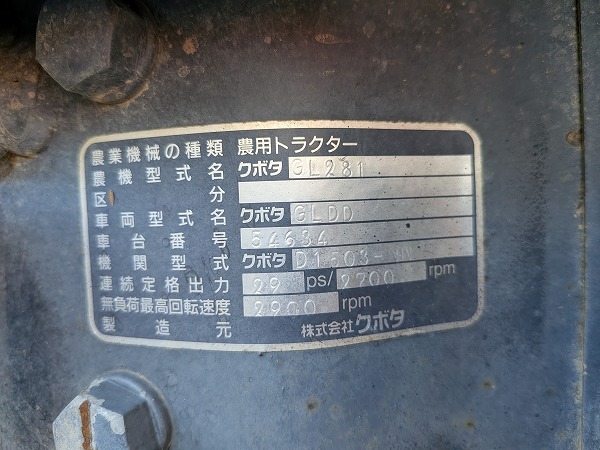 農業機械の種類 農用トラクター
農機型式名 クボタ GL281
区分
車両型式名 クボタ GLDD
車台番号 54634
機関型式 クボタ D1503-
連続定格出力 29 ps/2700 rpm
無負荷最高回転速度 2900 rpm
製造元 株式会社クボタ